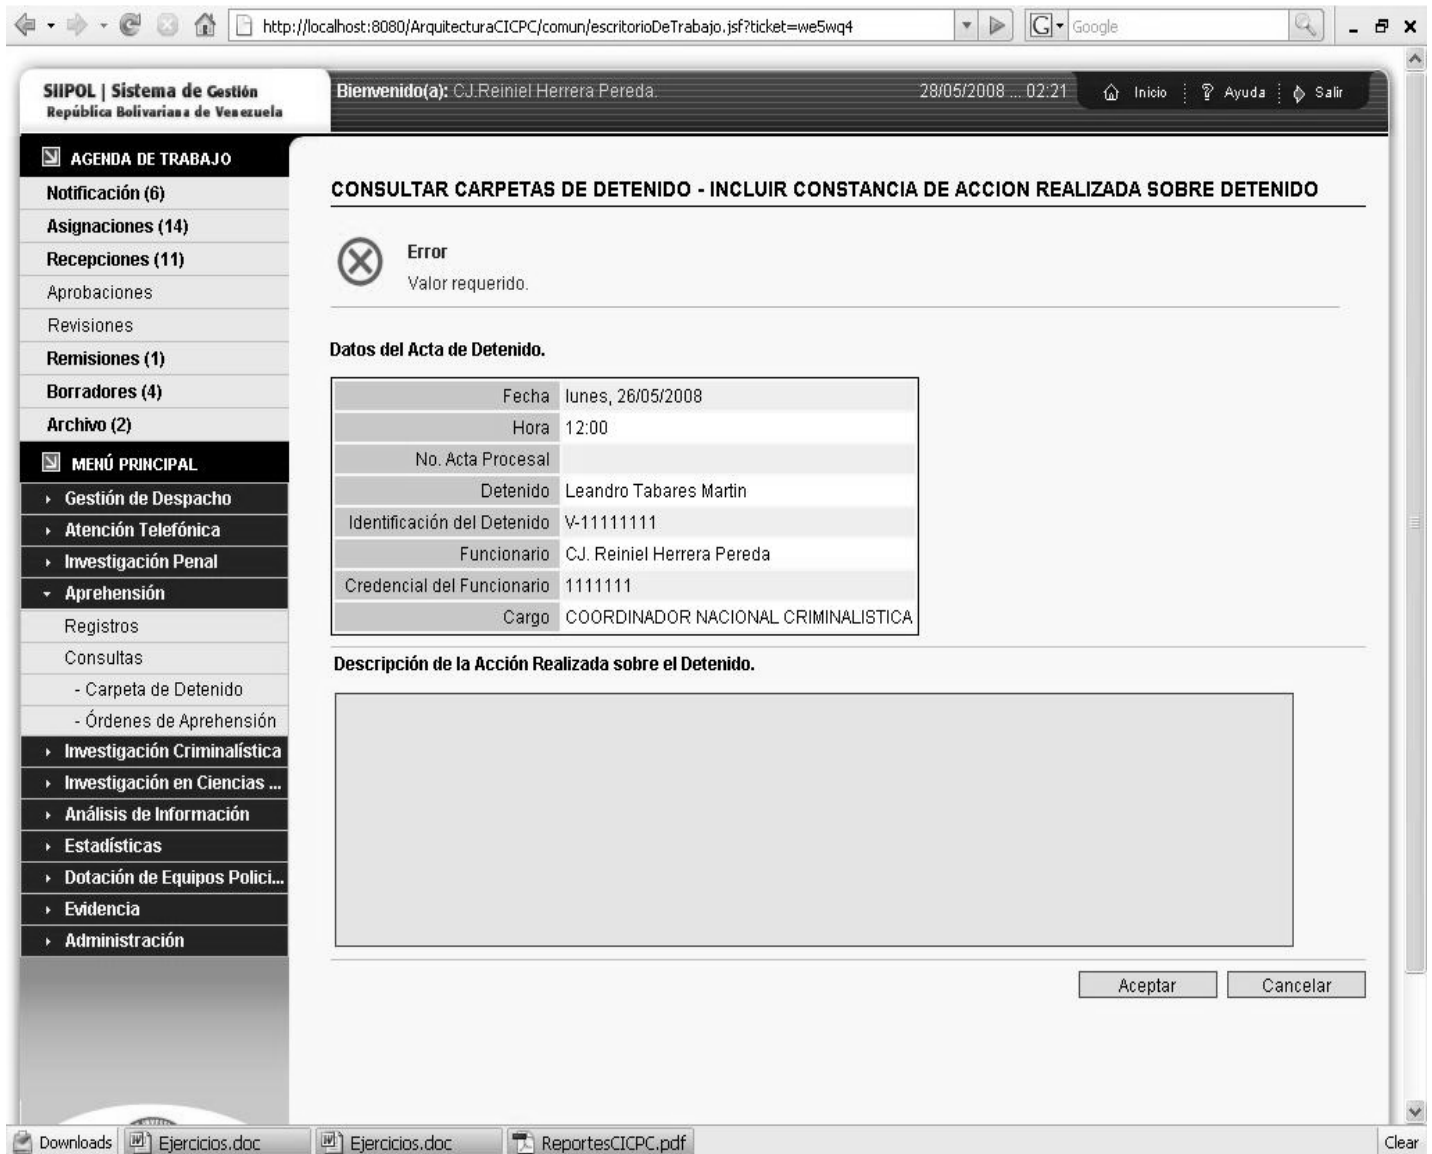 http://localhost:8080/ArquitecturaCICPC/comun/escritorioDeTrabajo.jsf?ticket=we5wq4
G Google
SIIPOL | Sistema de Gestión
República Bolivariana de Venezuela
Bienvenido(a): CJ.Reiniel Herrera Pereda.
28/05/2008 ... 02:21
Inicio
? Ayuda
Salir
AGENDA DE TRABAJO
Notificación (6)
Asignaciones (14)
Recepciones (11)
Aprobaciones
Revisiones
Remisiones (1)
Borradores (4)
Archivo (2)
MENÚ PRINCIPAL
Gestión de Despacho
Atención Telefónica
Investigación Penal
Aprehensión
Registros
Consultas
- Carpeta de Detenido
- Órdenes de Aprehensión
Investigación Criminalística
Investigación en Ciencias ...
Análisis de Información
Estadísticas
Dotación de Equipos Polici...
Evidencia
Administración
CONSULTAR CARPETAS DE DETENIDO - INCLUIR CONSTANCIA DE ACCION REALIZADA SOBRE DETENIDO
Error
Valor requerido.
Datos del Acta de Detenido.
Fecha lunes, 26/05/2008
Hora 12:00
No. Acta Procesal
Detenido Leandro Tabares Martin
Identificación del Detenido V-11111111
Funcionario CJ. Reiniel Herrera Pereda
Credencial del Funcionario 1111111
Cargo COORDINADOR NACIONAL CRIMINALISTICA
Descripción de la Acción Realizada sobre el Detenido.
Aceptar
Cancelar
Downloads
Ejercicios.doc
Ejercicios.doc
ReportesCICPC.pdf
Clear